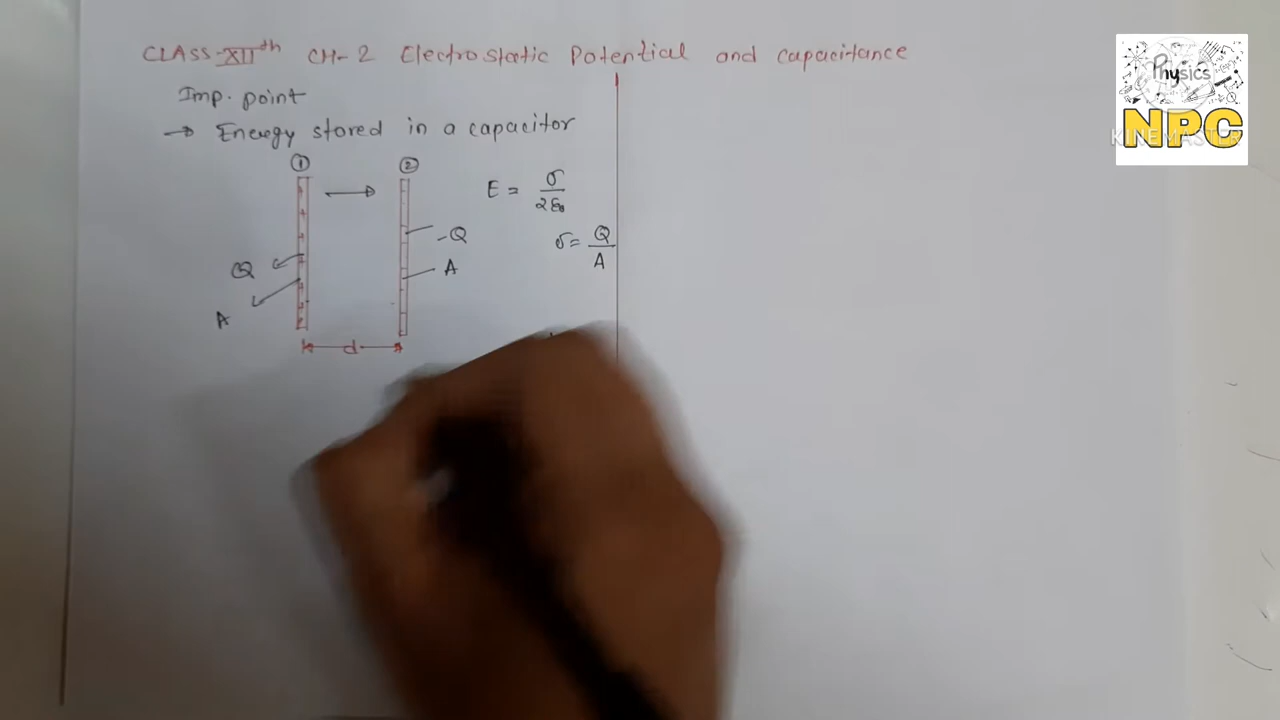 CLASS-XIIth CH-2 Electrostatic Potential and capacitance
Imp. point
→ Energy stored in a capacitor
① ②
E = σ/2ε₀
-Q
σ = Q/A
Q
A
A
d
Physics
NPC
KINEMASTER